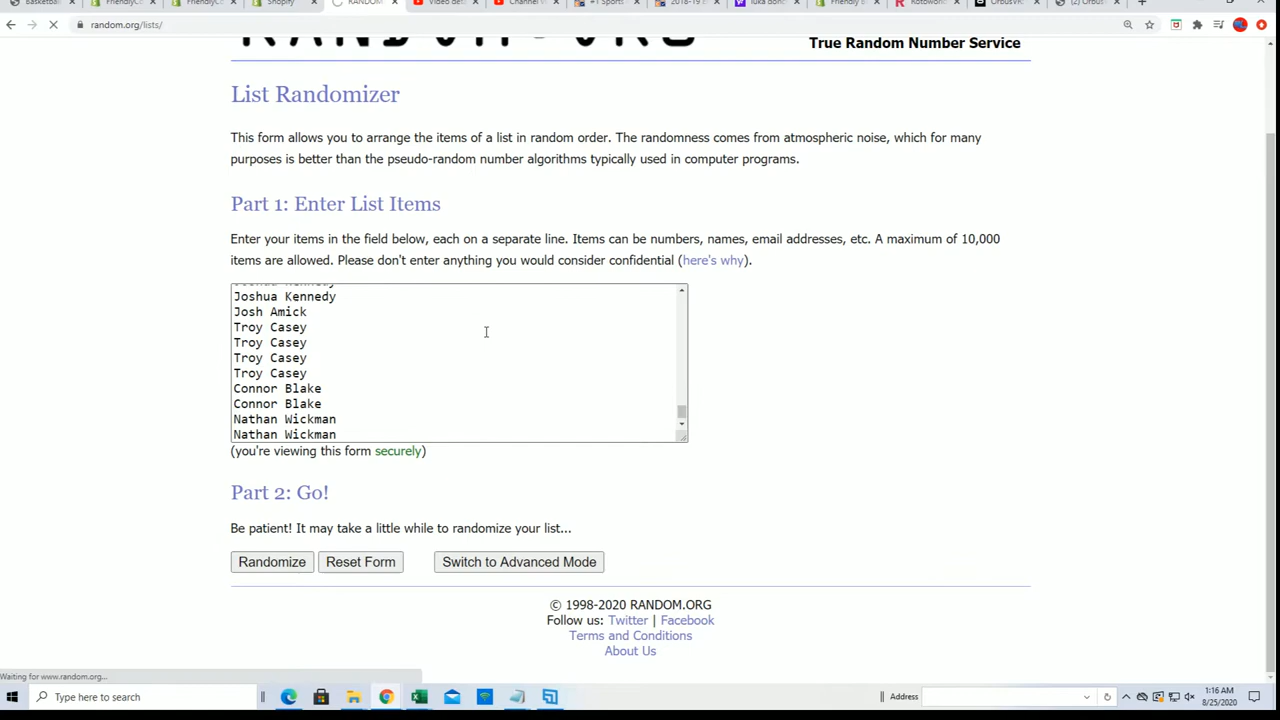 Shopify
random.org/lists/
True Random Number Service
List Randomizer
This form allows you to arrange the items of a list in random order. The randomness comes from atmospheric noise, which for many
purposes is better than the pseudo-random number algorithms typically used in computer programs.
Part 1: Enter List Items
Enter your items in the field below, each on a separate line. Items can be numbers, names, email addresses, etc. A maximum of 10,000
items are allowed. Please don't enter anything you would consider confidential (here's why).
Joshua Kennedy
Joshua Kennedy
Josh Amick
Troy Casey
Troy Casey
Troy Casey
Troy Casey
Connor Blake
Connor Blake
Nathan Wickman
Nathan Wickman
(you're viewing this form securely)
Part 2: Go!
Be patient! It may take a little while to randomize your list...
Randomize Reset Form Switch to Advanced Mode
© 1998-2020 RANDOM.ORG
Follow us: Twitter | Facebook
Terms and Conditions
About Us
Waiting for www.random.org...
Type here to search
Address
1:16 AM
8/25/2020